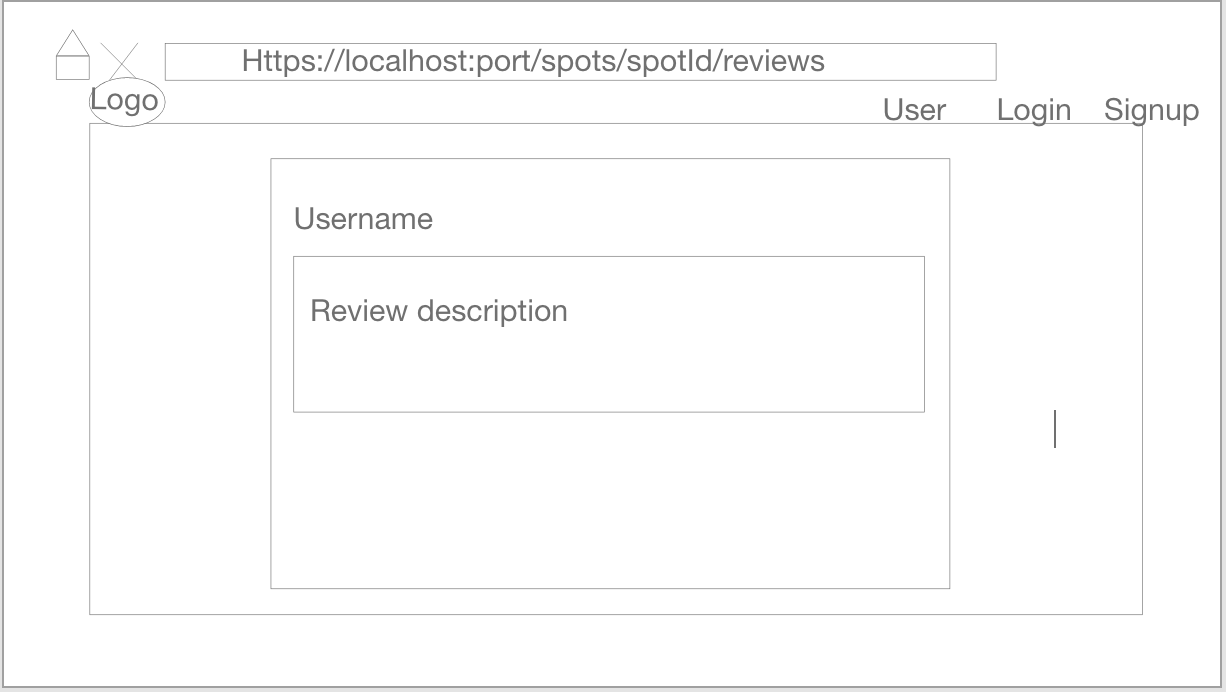 Https://localhost:port/spots/spotId/reviews
Logo
User Login Signup
Username
Review description